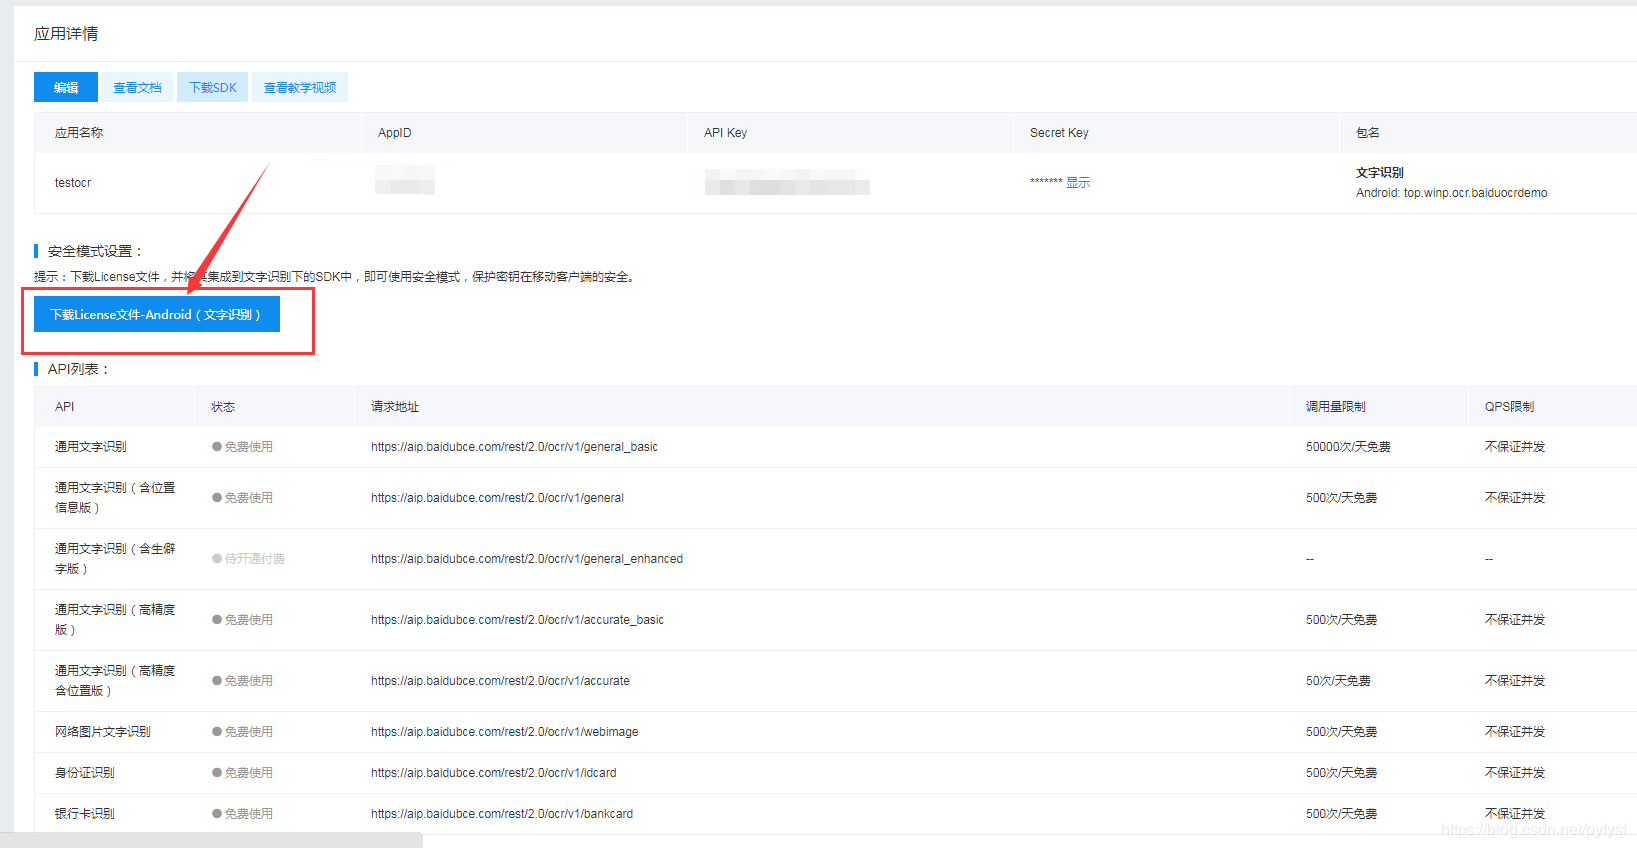 应用详情
编辑 查看文档 下载SDK 查看教学视频
应用名称 AppID API Key Secret Key 包名
testocr ******* 显示 文字识别
Android: top.winp.ocr.baiduocrdemo
安全模式设置：
提示：下载License文件，并将其集成到文字识别下的SDK中，即可使用安全模式，保护密钥在移动客户端的安全。
下载License文件-Android（文字识别）
API列表：
API 状态 请求地址 调用量限制 QPS限制
通用文字识别 免费使用 https://aip.baidubce.com/rest/2.0/ocr/v1/general_basic 50000次/天免费 不保证并发
通用文字识别（含位置
信息版） 免费使用 https://aip.baidubce.com/rest/2.0/ocr/v1/general 500次/天免费 不保证并发
通用文字识别（含生僻
字版） 待开通付费 https://aip.baidubce.com/rest/2.0/ocr/v1/general_enhanced -- --
通用文字识别（高精度
版） 免费使用 https://aip.baidubce.com/rest/2.0/ocr/v1/accurate_basic 500次/天免费 不保证并发
通用文字识别（高精度
含位置版） 免费使用 https://aip.baidubce.com/rest/2.0/ocr/v1/accurate 50次/天免费 不保证并发
网络图片文字识别 免费使用 https://aip.baidubce.com/rest/2.0/ocr/v1/webimage 500次/天免费 不保证并发
身份证识别 免费使用 https://aip.baidubce.com/rest/2.0/ocr/v1/idcard 500次/天免费 不保证并发
银行卡识别 免费使用 https://aip.baidubce.com/rest/2.0/ocr/v1/bankcard 500次/天免费 不保证并发
https://blog.csdn.net/pyfysf